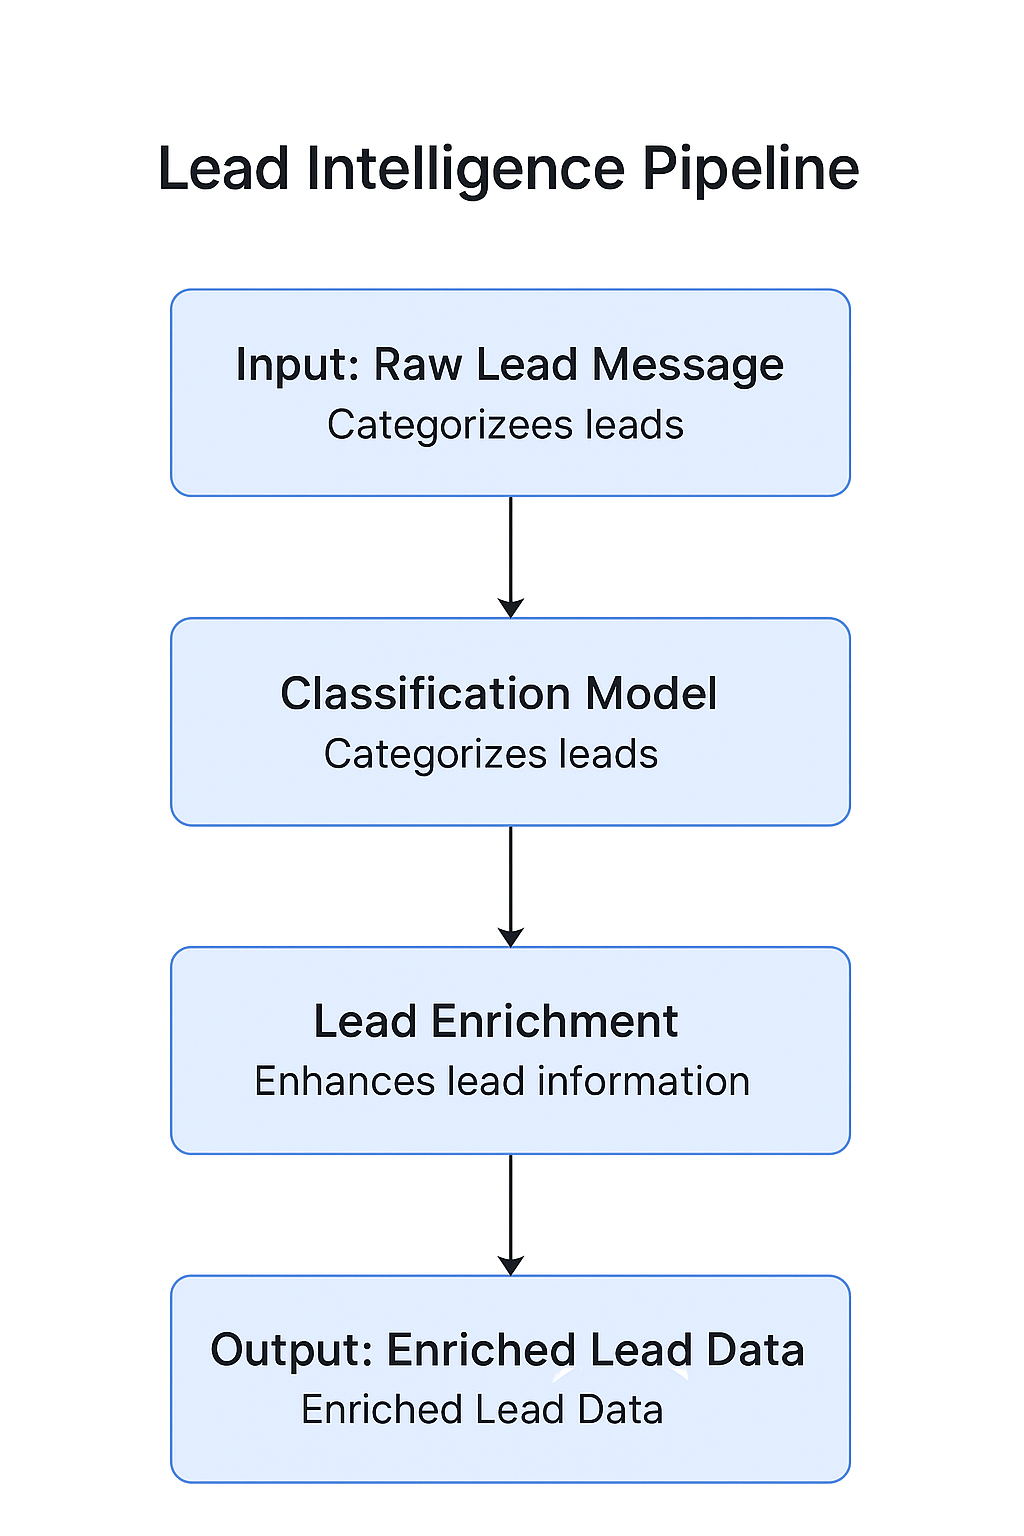 Lead Intelligence Pipeline
Input: Raw Lead Message
Categorizees leads
Classification Model
Categorizes leads
Lead Enrichment
Enhances lead information
Output: Enriched Lead Data
Enriched Lead Data